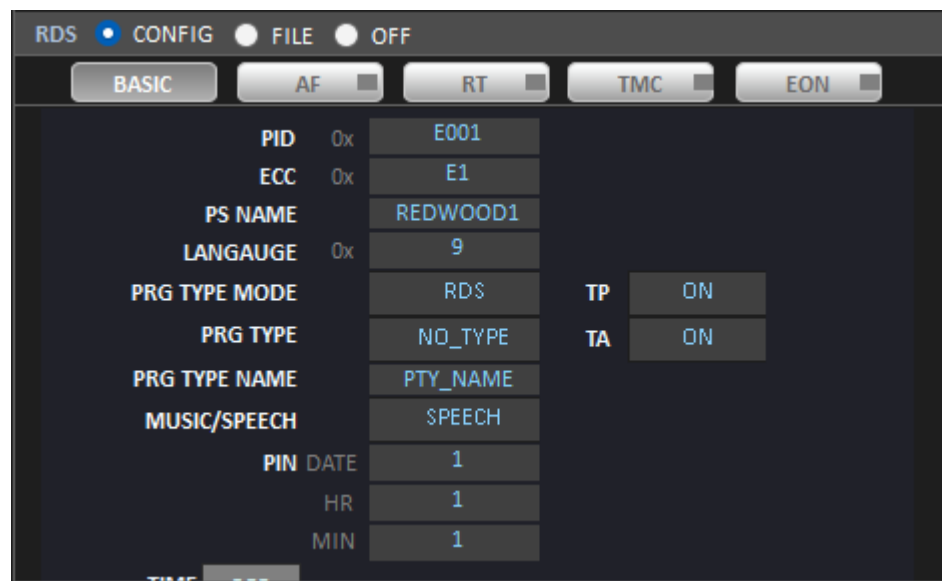 RDS CONFIG FILE OFF
BASIC AF RT TMC EON
PID 0x E001
ECC 0x E1
PS NAME REDWOOD1
LANGAUGE 0x 9
PRG TYPE MODE RDS TP ON
PRG TYPE NO_TYPE TA ON
PRG TYPE NAME PTY_NAME
MUSIC/SPEECH SPEECH
PIN DATE 1
HR 1
MIN 1
TIME